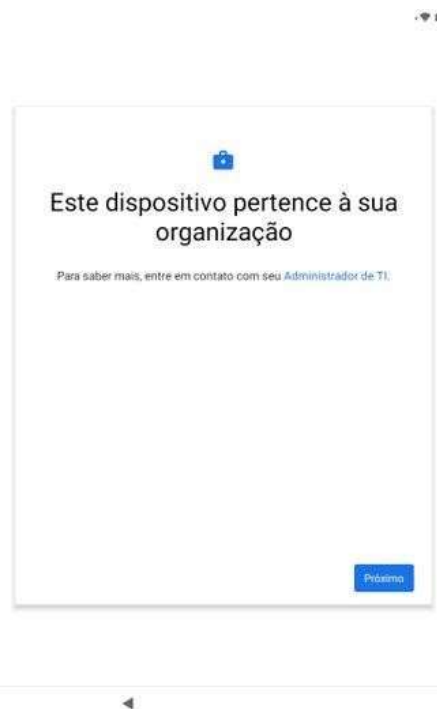 Este dispositivo pertence à sua
organização
Para saber mais, entre em contato com seu Administrador de TI.
Próximo